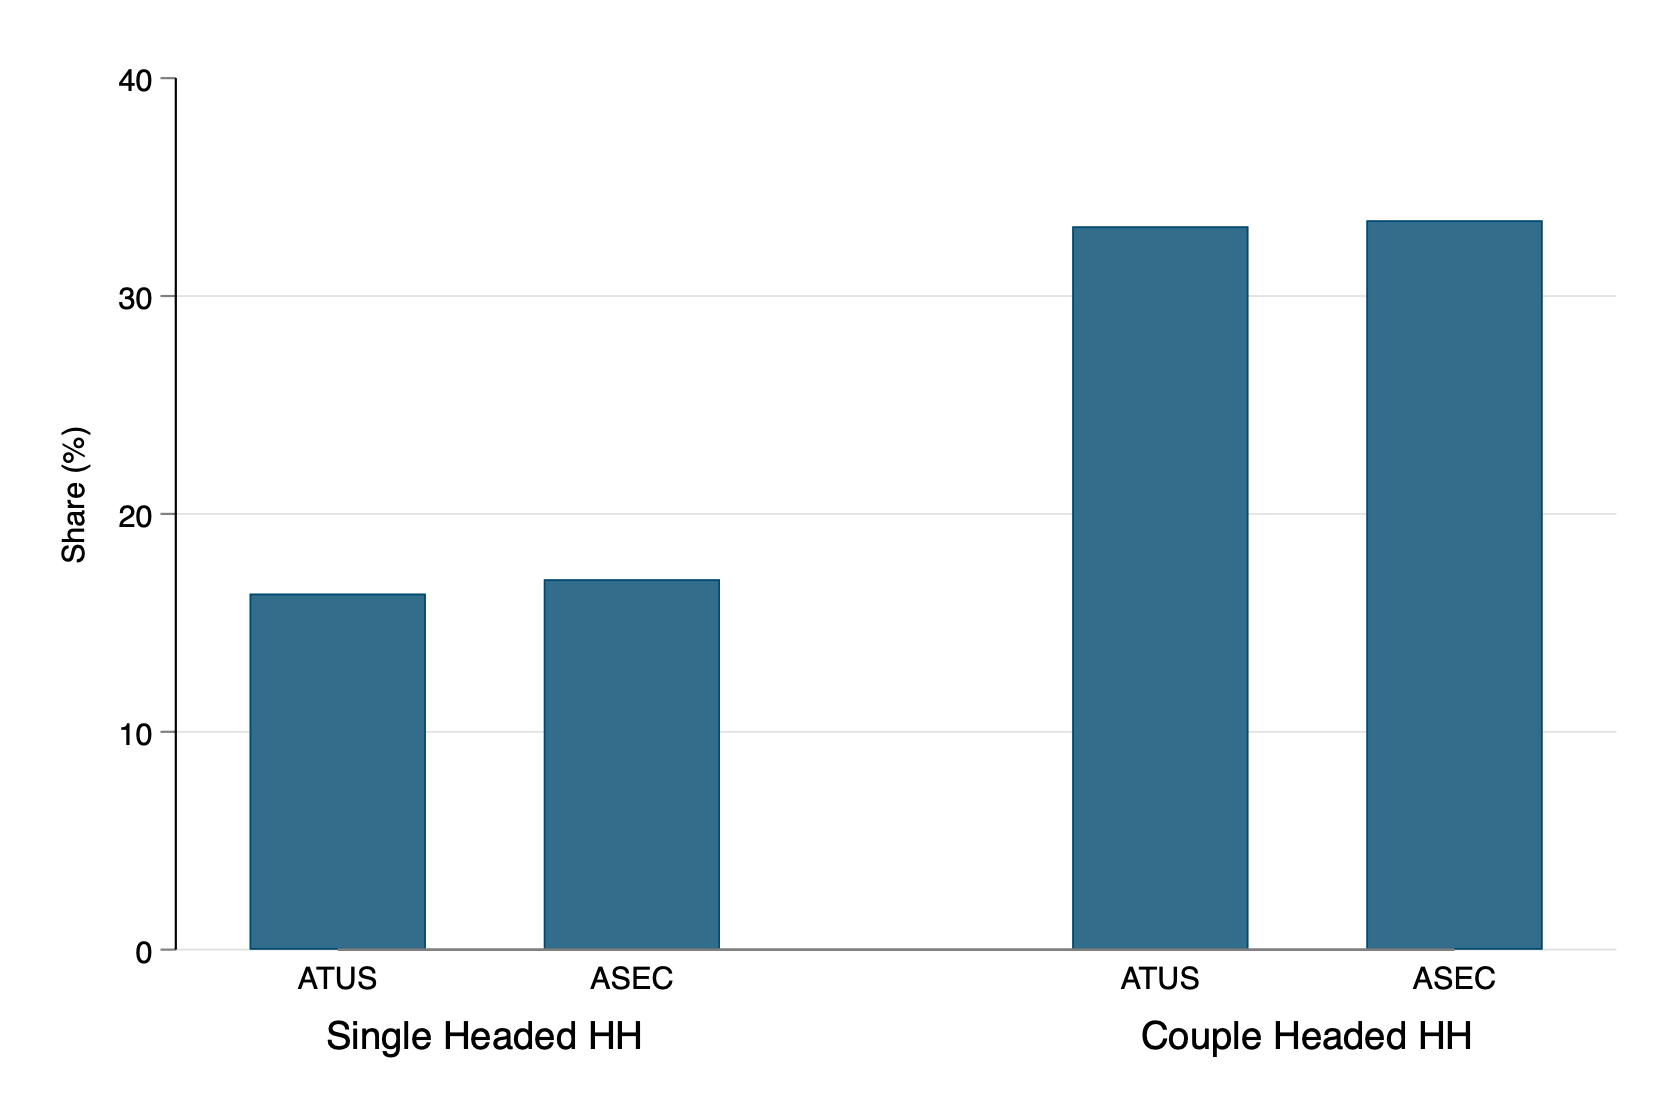 40
30
20
10
0
Share (%)
ATUS
ASEC
ATUS
ASEC
Single Headed HH
Couple Headed HH